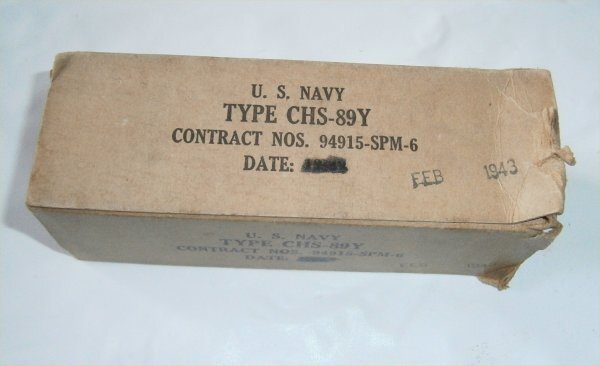 U. S. NAVY
TYPE CHS-89Y
CONTRACT NOS. 94915-SPM-6
DATE:
FEB 1943
U. S. NAVY
TYPE CHS-89Y
CONTRACT NOS. 94915-SPM-6
DATE:
FEB